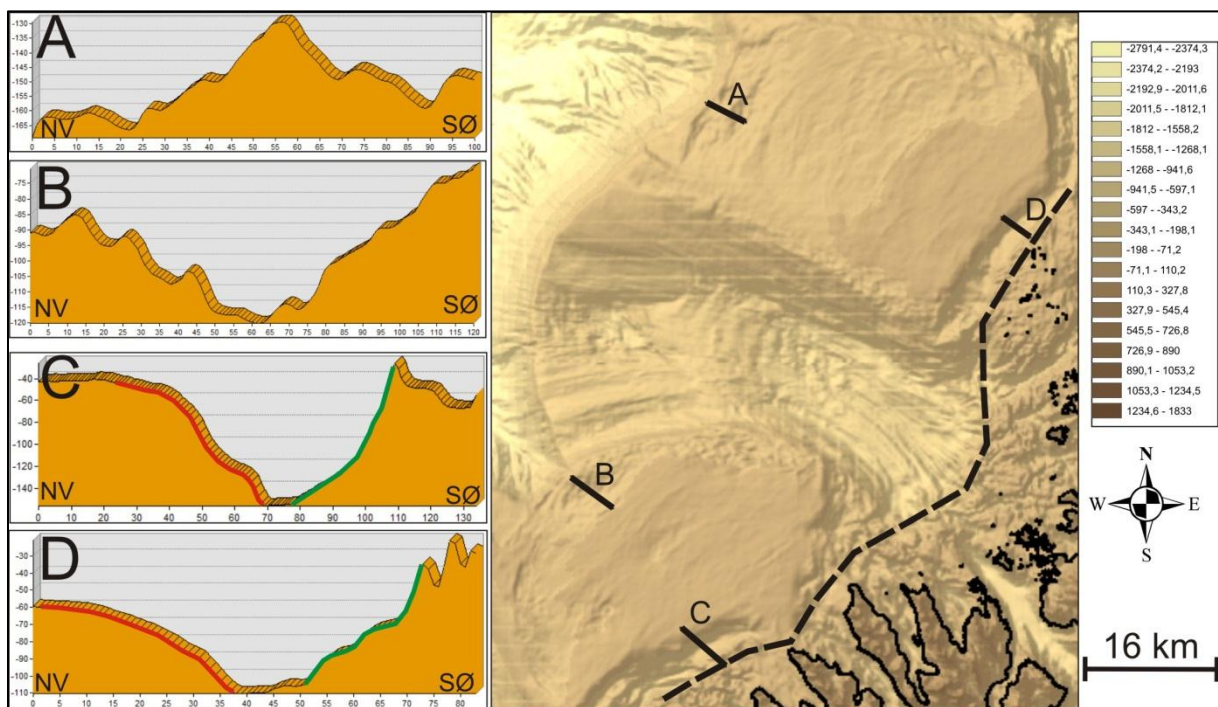 A
-130
-135
-140
-145
-150
-155
-160
-165
NV
SØ
0 5 10 15 20 25 30 35 40 45 50 55 60 65 70 75 80 85 90 95 100
B
-75
-80
-85
-90
-95
-100
-105
-110
-115
-120
NV
SØ
0 5 10 15 20 25 30 35 40 45 50 55 60 65 70 75 80 85 90 95 100 105 110 115 120
C
-40
-60
-80
-100
-120
-140
NV
SØ
0 10 20 30 40 50 60 70 80 90 100 110 120 130
D
-30
-40
-50
-60
-70
-80
-90
-100
-110
NV
SØ
0 5 10 15 20 25 30 35 40 45 50 55 60 65 70 75 80
A
D
B
C
-2791,4 - -2374,3
-2374,2 - -2193
-2192,9 - -2011,6
-2011,5 - -1812,1
-1812 - -1558,2
-1558,1 - -1268,1
-1268 - -941,6
-941,5 - -597,1
-597 - -343,2
-343,1 - -198,1
-198 - -71,2
-71,1 - 110,2
110,3 - 327,8
327,9 - 545,4
545,5 - 726,8
726,9 - 890
890,1 - 1053,2
1053,3 - 1234,5
1234,6 - 1833
N
W E
S
16 km